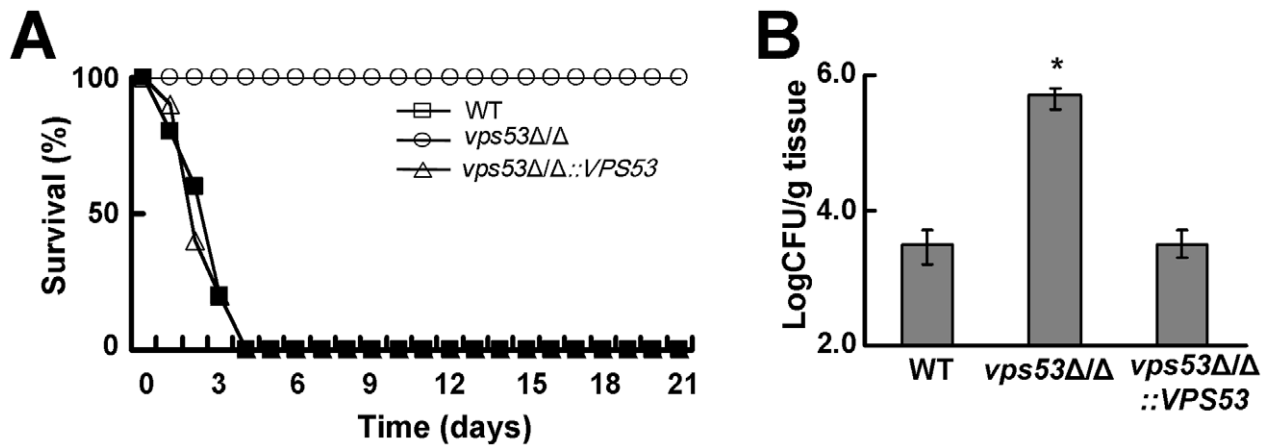 A
100
50
0
Survival (%)
WT
vps53Δ/Δ
vps53Δ/Δ::VPS53
0 3 6 9 12 15 18 21
Time (days)
B
*
6.0
4.0
2.0
LogCFU/g tissue
WT
vps53Δ/Δ
vps53Δ/Δ
::VPS53